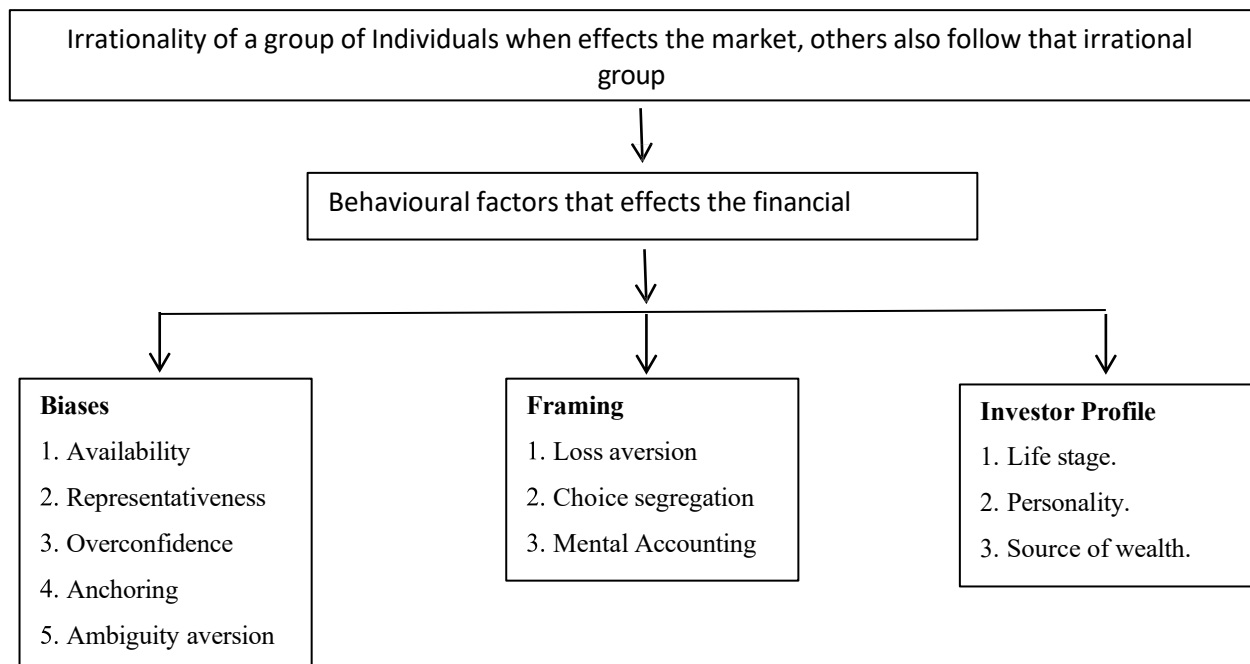 Irrationality of a group of Individuals when effects the market, others also follow that irrational
group
Behavioural factors that effects the financial
Biases
1. Availability
2. Representativeness
3. Overconfidence
4. Anchoring
5. Ambiguity aversion
Framing
1. Loss aversion
2. Choice segregation
3. Mental Accounting
Investor Profile
1. Life stage.
2. Personality.
3. Source of wealth.